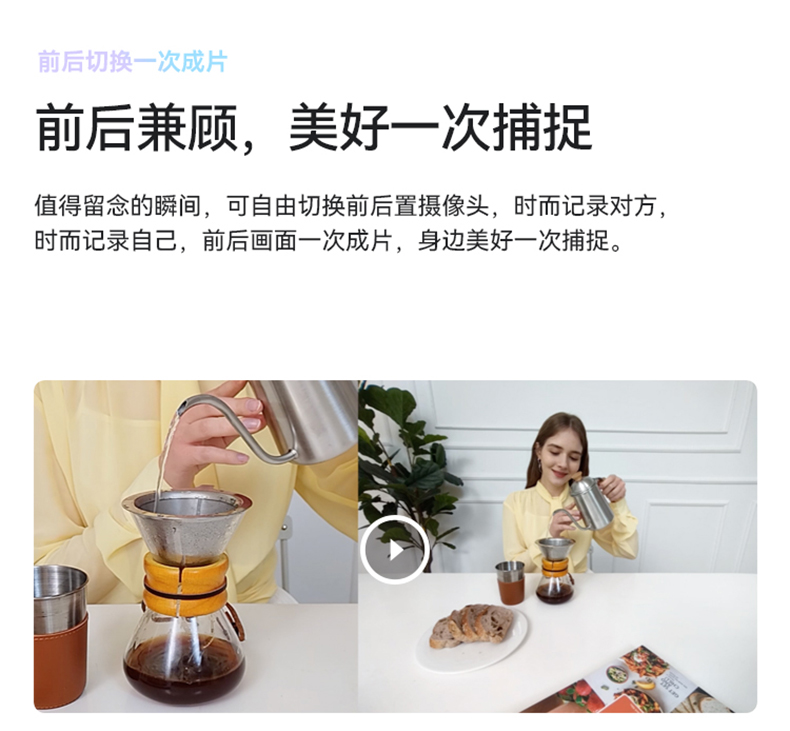 前后切换一次成片
前后兼顾，美好一次捕捉
值得留念的瞬间，可自由切换前后置摄像头，时而记录对方，
时而记录自己，前后画面一次成片，身边美好一次捕捉。